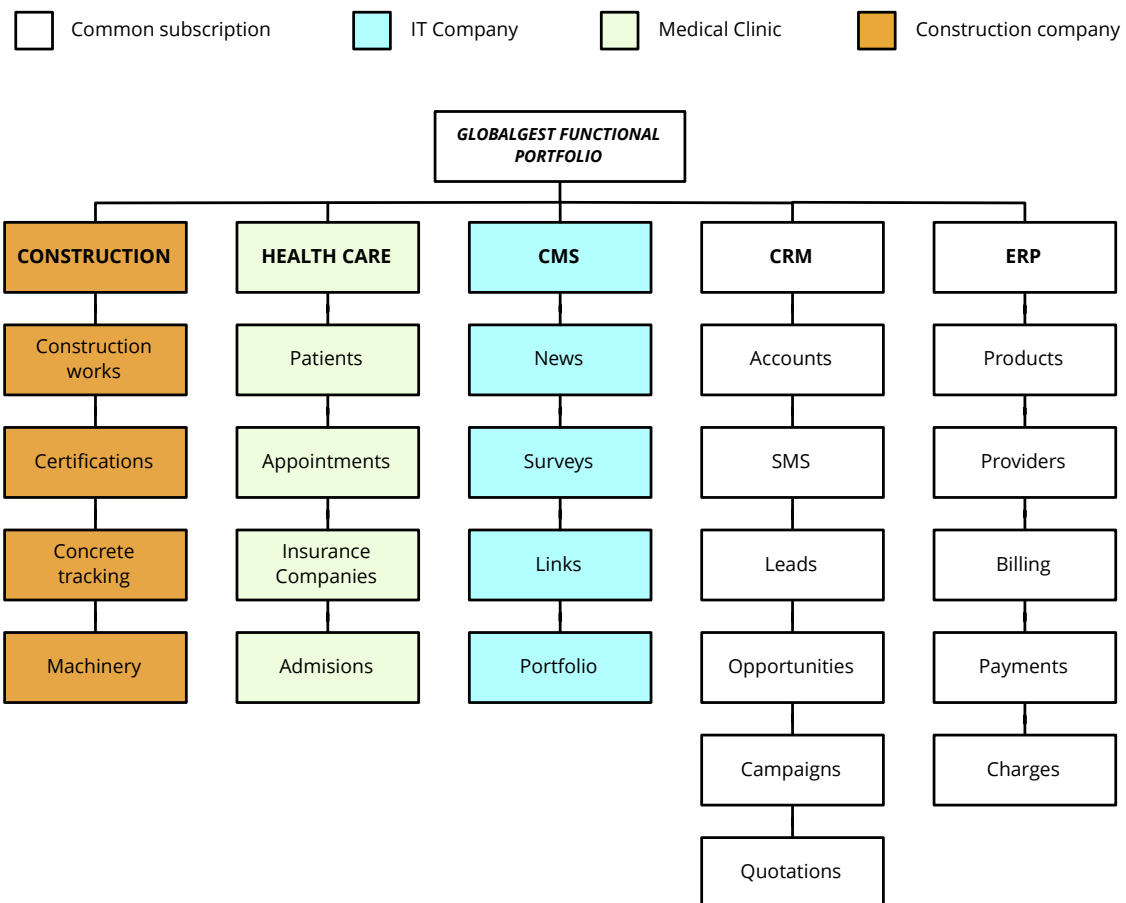 Common subscription
IT Company
Medical Clinic
Construction company
GLOBALGEST FUNCTIONAL
PORTFOLIO
CONSTRUCTION
HEALTH CARE
CMS
CRM
ERP
Construction
works
Patients
News
Accounts
Products
Certifications
Appointments
Surveys
SMS
Providers
Concrete
tracking
Insurance
Companies
Links
Leads
Billing
Machinery
Admisions
Portfolio
Opportunities
Payments
Campaigns
Charges
Quotations